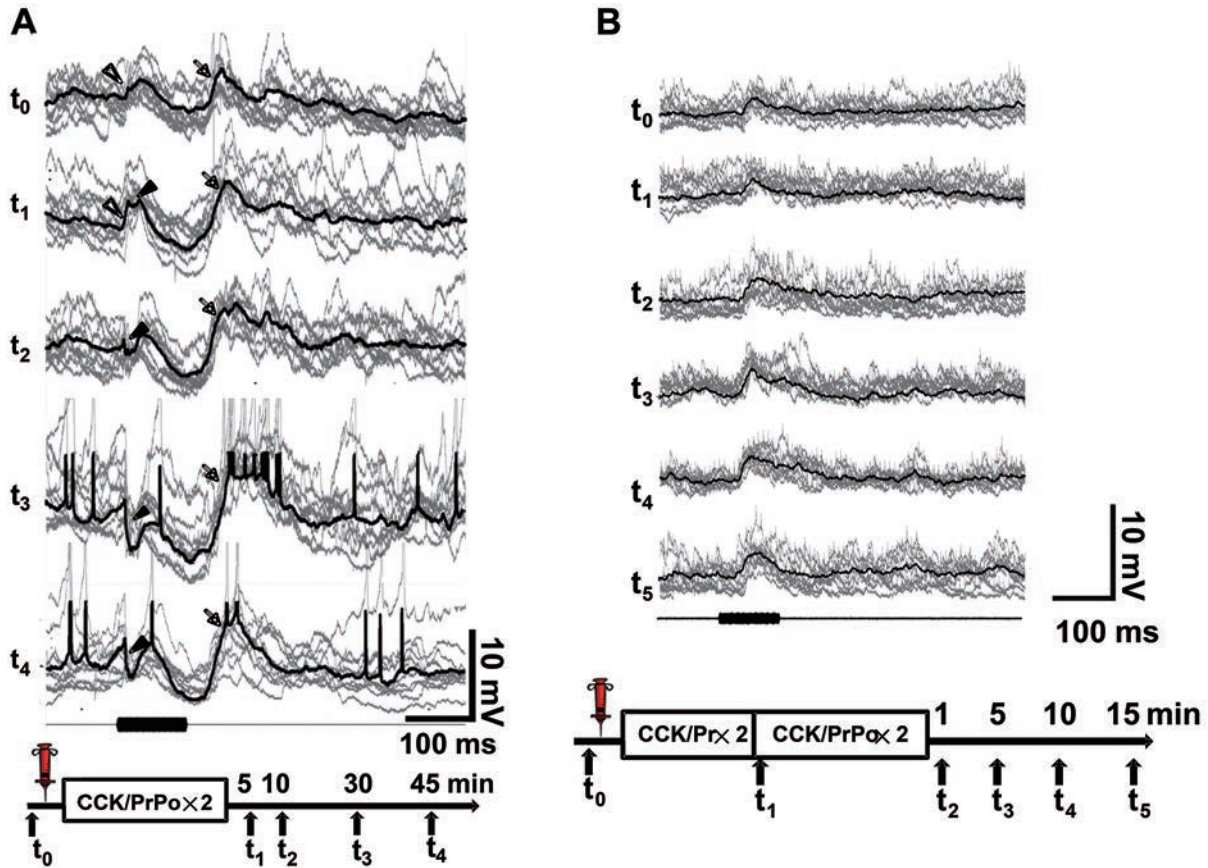 A
t0
t1
t2
t3
t4
10 mV
100 ms
CCK/PrPo×2
5 10 30 45 min
t0 t1 t2 t3 t4
B
t0
t1
t2
t3
t4
t5
10 mV
100 ms
CCK/Pr×2 CCK/PrPo×2
1 5 10 15 min
t0 t1 t2 t3 t4 t5